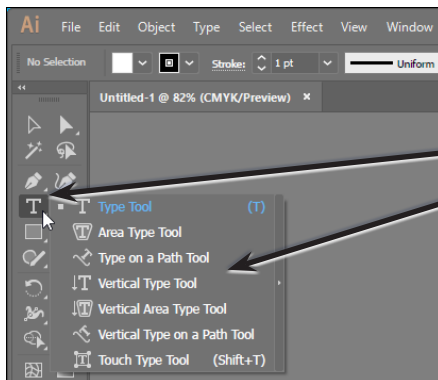 Ai File Edit Object Type Select Effect View Window
No Selection Stroke: 1 pt Uniform
Untitled-1 @ 82% (CMYK/Preview) ×
T Type Tool (T)
Area Type Tool
Type on a Path Tool
Vertical Type Tool
Vertical Area Type Tool
Vertical Type on a Path Tool
Touch Type Tool (Shift+T)